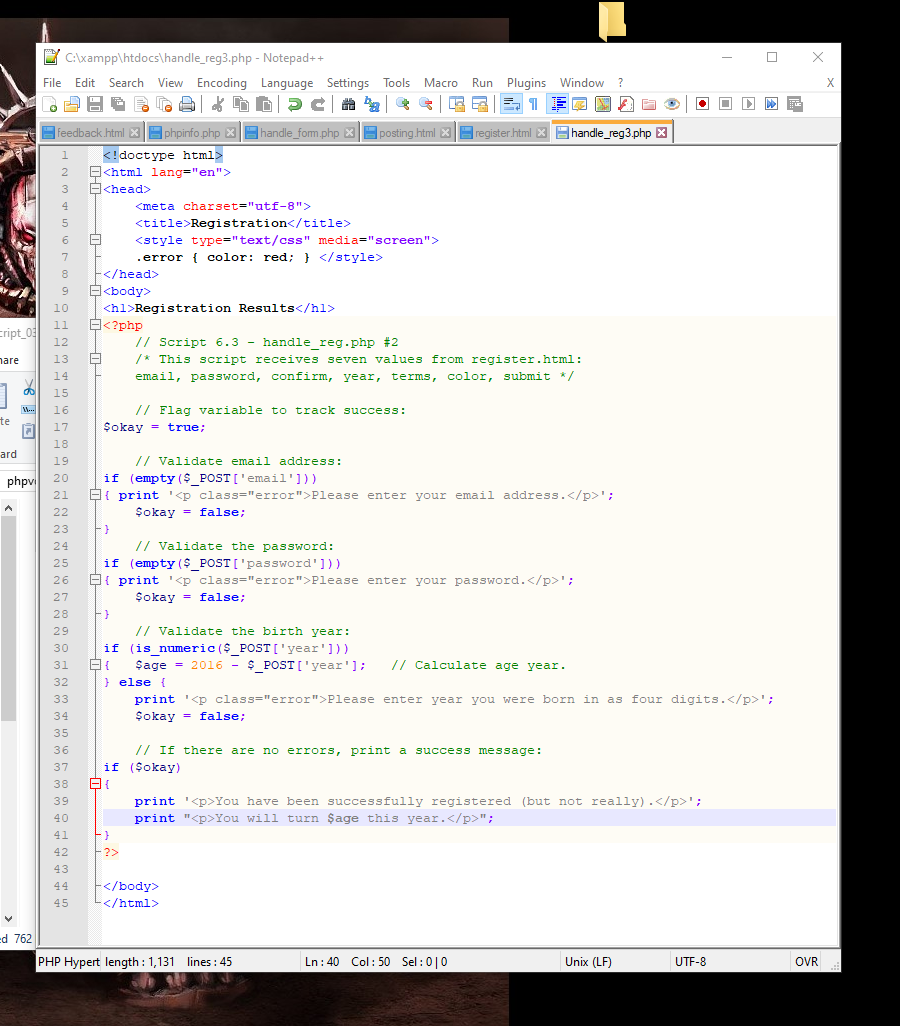 C:\xampp\htdocs\handle_reg3.php - Notepad++
File Edit Search View Encoding Language Settings Tools Macro Run Plugins Window ? X
feedback.html phpinfo.php handle_form.php posting.html register.html handle_reg3.php
1 <!doctype html>
2 <html lang="en">
3 <head>
4 <meta charset="utf-8">
5 <title>Registration</title>
6 <style type="text/css" media="screen">
7 .error { color: red; } </style>
8 </head>
9 <body>
10 <h1>Registration Results</h1>
11 <?php
12 // Script 6.3 - handle_reg.php #2
13 /* This script receives seven values from register.html:
14 email, password, confirm, year, terms, color, submit */
15
16 // Flag variable to track success:
17 $okay = true;
18
19 // Validate email address:
20 if (empty($_POST['email']))
21 { print '<p class="error">Please enter your email address.</p>';
22 $okay = false;
23 }
24 // Validate the password:
25 if (empty($_POST['password']))
26 { print '<p class="error">Please enter your password.</p>';
27 $okay = false;
28 }
29 // Validate the birth year:
30 if (is_numeric($_POST['year']))
31 { $age = 2016 - $_POST['year']; // Calculate age year.
32 } else {
33 print '<p class="error">Please enter year you were born in as four digits.</p>';
34 $okay = false;
35
36 // If there are no errors, print a success message:
37 if ($okay)
38 {
39 print '<p>You have been successfully registered (but not really).</p>';
40 print "<p>You will turn $age this year.</p>";
41 }
42 ?>
43
44 </body>
45 </html>
cript_03
hare
te
ard
phpv
ed 762
PHP Hypert length : 1,131 lines : 45 Ln : 40 Col : 50 Sel : 0 | 0 Unix (LF) UTF-8 OVR